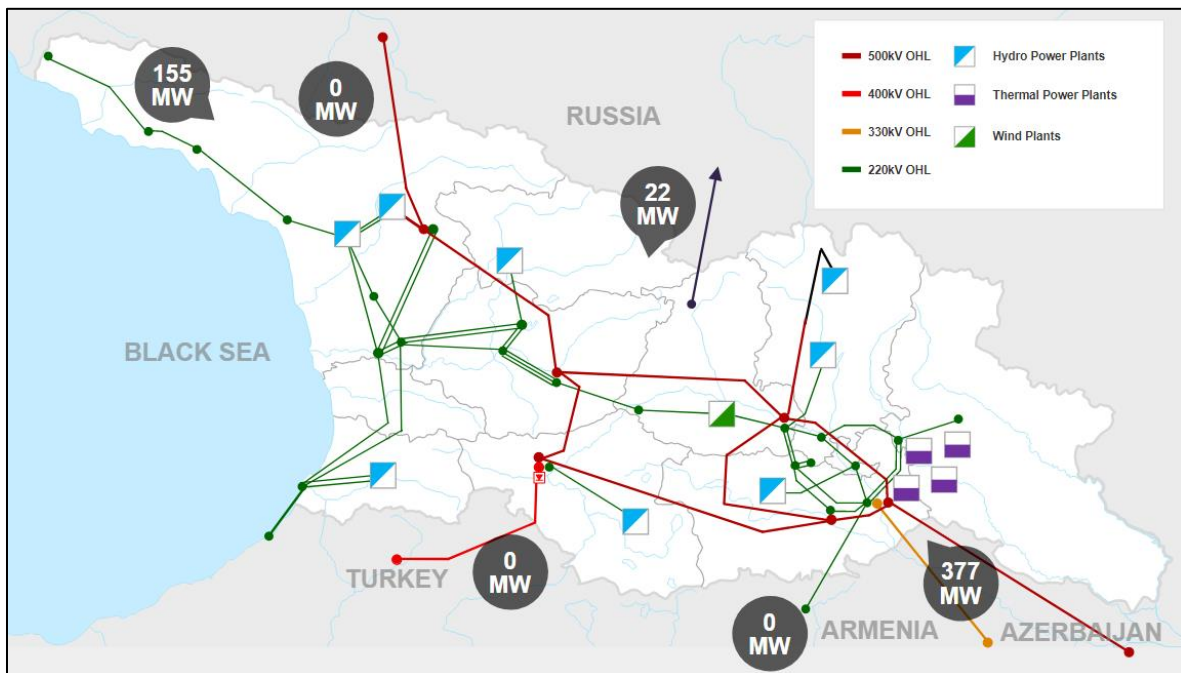 155
MW
0
MW
RUSSIA
500kV OHL
Hydro Power Plants
400kV OHL
Thermal Power Plants
330kV OHL
Wind Plants
220kV OHL
22
MW
BLACK SEA
TURKEY
0
MW
377
MW
0
MW
ARMENIA
AZERBAIJAN